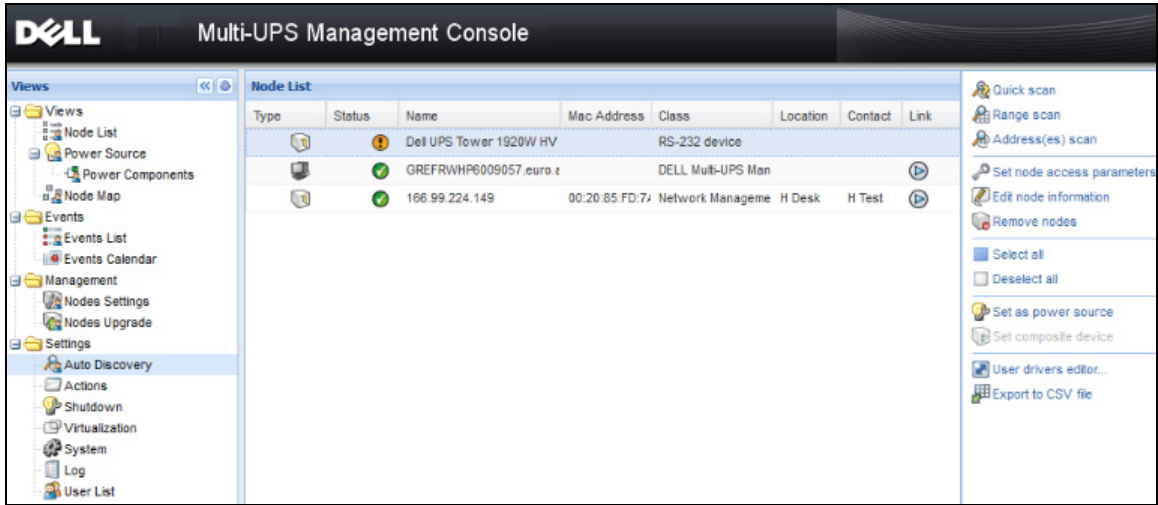 DELL Multi-UPS Management Console
Views
Views
Node List
Power Source
Power Components
Node Map
Events
Events List
Events Calendar
Management
Nodes Settings
Nodes Upgrade
Settings
Auto Discovery
Actions
Shutdown
Virtualization
System
Log
User List
Node List
Type Status Name Mac Address Class Location Contact Link
Dell UPS Tower 1920W HV RS-232 device
GREFRWHP6009057.euro.e DELL Multi-UPS Man
166.99.224.149 00:20:85:FD:7 Network Manageme H Desk H Test
Quick scan
Range scan
Address(es) scan
Set node access parameters
Edit node information
Remove nodes
Select all
Deselect all
Set as power source
Set composite device
User drivers editor...
Export to CSV file